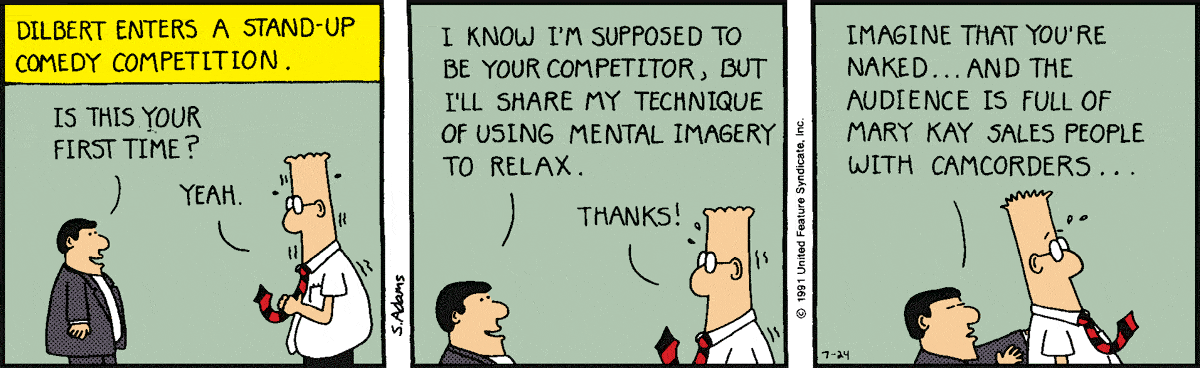 DILBERT ENTERS A STAND-UP
COMEDY COMPETITION.
IS THIS YOUR
FIRST TIME?
YEAH.
S.Adams
I KNOW I'M SUPPOSED TO
BE YOUR COMPETITOR, BUT
I'LL SHARE MY TECHNIQUE
OF USING MENTAL IMAGERY
TO RELAX.
THANKS!
© 1991 United Feature Syndicate, Inc.
IMAGINE THAT YOU'RE
NAKED...AND THE
AUDIENCE IS FULL OF
MARY KAY SALES PEOPLE
WITH CAMCORDERS...
7-24